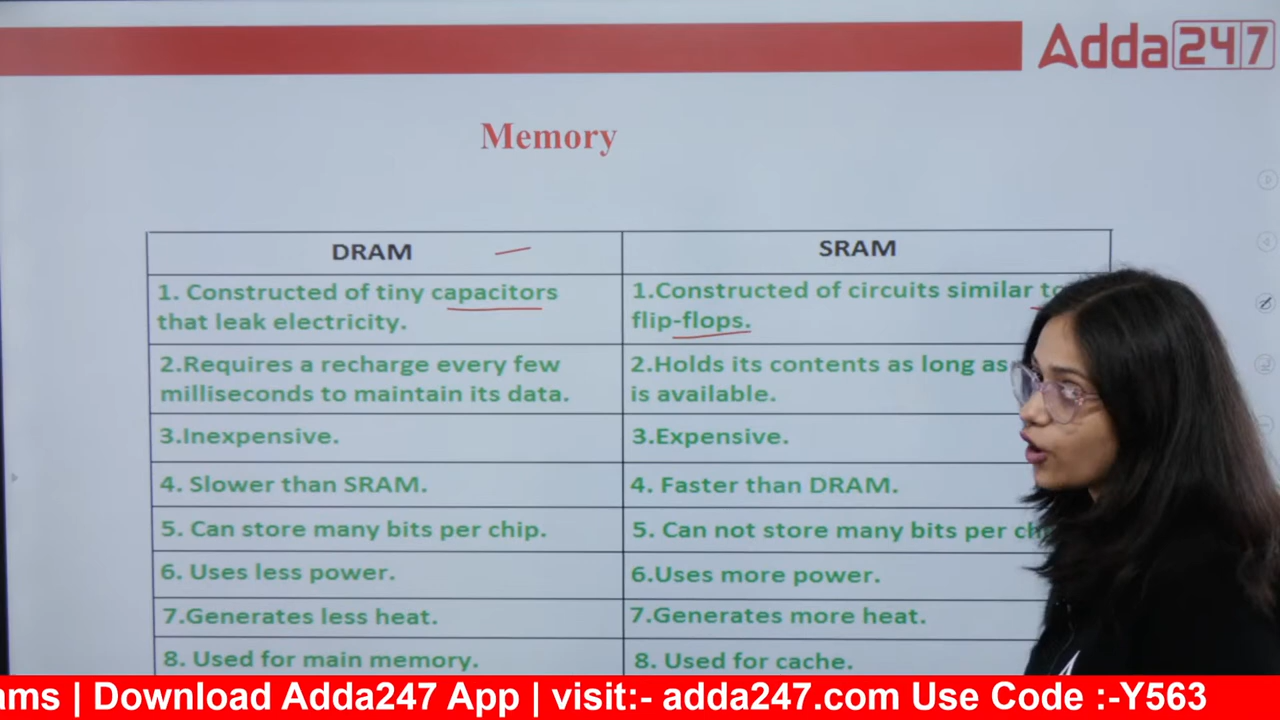 Adda247
Memory
DRAM
SRAM
1. Constructed of tiny capacitors
that leak electricity.
1.Constructed of circuits similar to
flip-flops.
2.Requires a recharge every few
milliseconds to maintain its data.
2.Holds its contents as long as
is available.
3.Inexpensive.
3.Expensive.
4. Slower than SRAM.
4. Faster than DRAM.
5. Can store many bits per chip.
5. Can not store many bits per
6. Uses less power.
6.Uses more power.
7.Generates less heat.
7.Generates more heat.
8. Used for main memory.
8. Used for cache.
ams | Download Adda247 App | visit:- adda247.com Use Code :-Y563